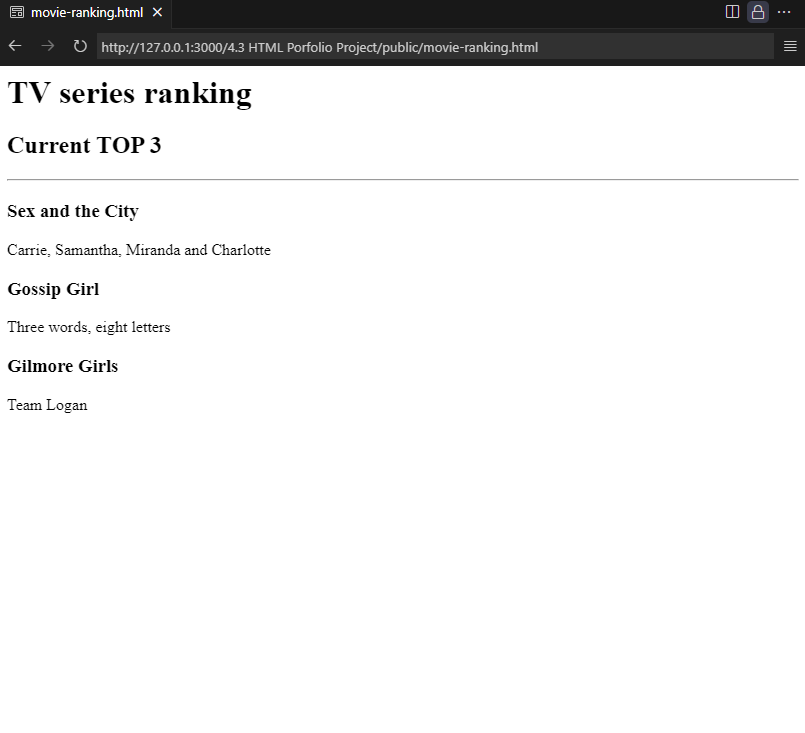 movie-ranking.html
http://127.0.0.1:3000/4.3 HTML Porfolio Project/public/movie-ranking.html
TV series ranking
Current TOP 3
Sex and the City
Carrie, Samantha, Miranda and Charlotte
Gossip Girl
Three words, eight letters
Gilmore Girls
Team Logan